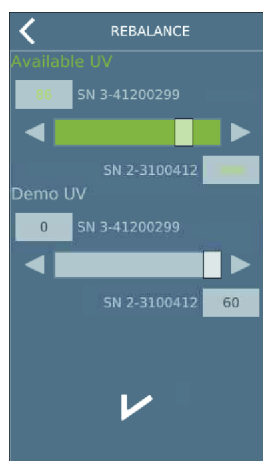 REBALANCE
Available UV
SN 3-41200299
SN 2-3100412
Demo UV
0 SN 3-41200299
SN 2-3100412 60